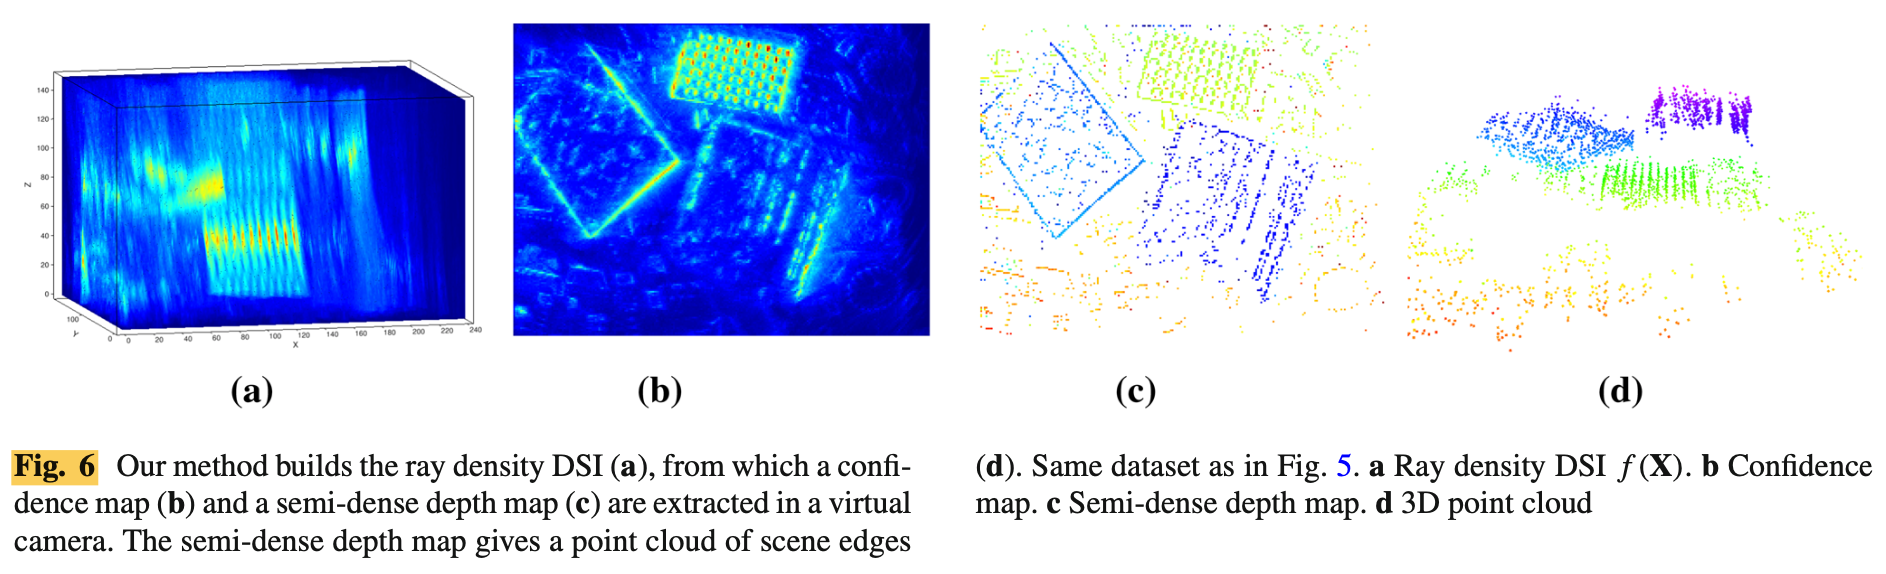 140
120
100
80
60
40
20
0
Z
100
Y
0
0 20 40 60 80 100 120 140 160 180 200 220 240
X
(a)
(b)
(c)
(d)
Fig. 6 Our method builds the ray density DSI (a), from which a confi-
dence map (b) and a semi-dense depth map (c) are extracted in a virtual
camera. The semi-dense depth map gives a point cloud of scene edges
(d). Same dataset as in Fig. 5. a Ray density DSI f(X). b Confidence
map. c Semi-dense depth map. d 3D point cloud